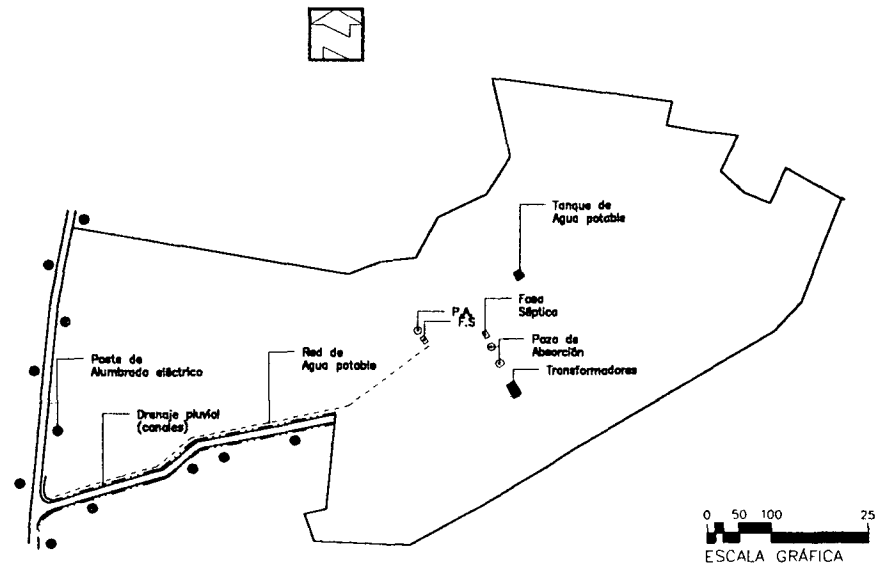 Tanque de
Agua potable
P.A.
F.S
Fosa
Séptica
Pozo de
Absorción
Transformadores
Red de
Agua potable
Poste de
Alumbrado eléctrico
Drenaje pluvial
(canales)
0 50 100 25
ESCALA GRÁFICA